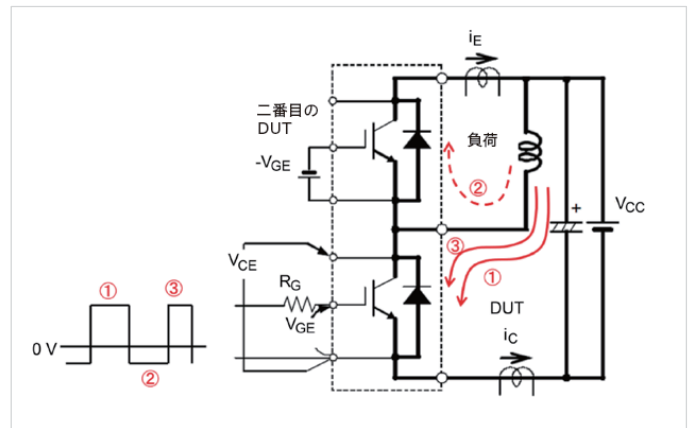 iE
二番目の
DUT
負荷
-VGE
②
VCC
+
VCE
③
①
RG
①
③
VGE
DUT
0 V
iC
②